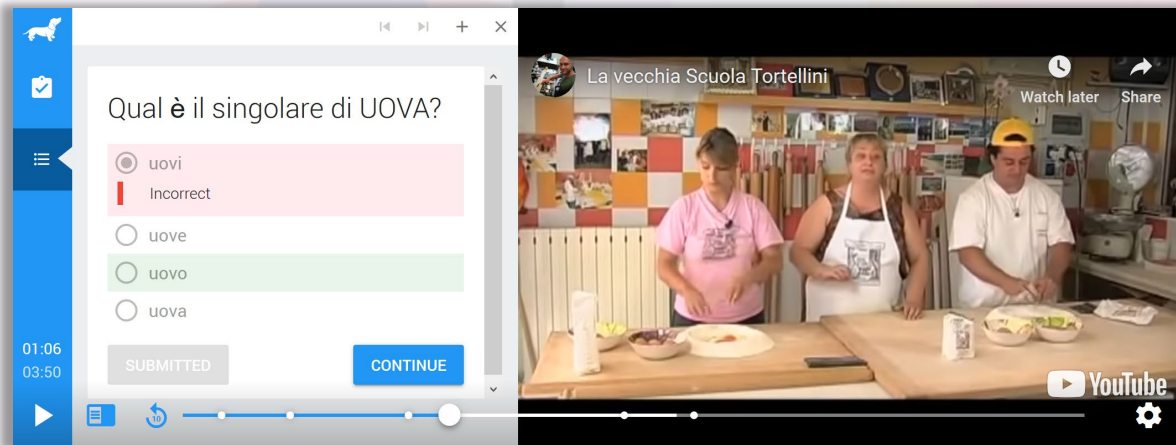 Qual è il singolare di UOVA?
uovi
Incorrect
uove
uovo
uova
SUBMITTED
CONTINUE
01:06
03:50
10
La vecchia Scuola Tortellini
Watch later
Share
YouTube